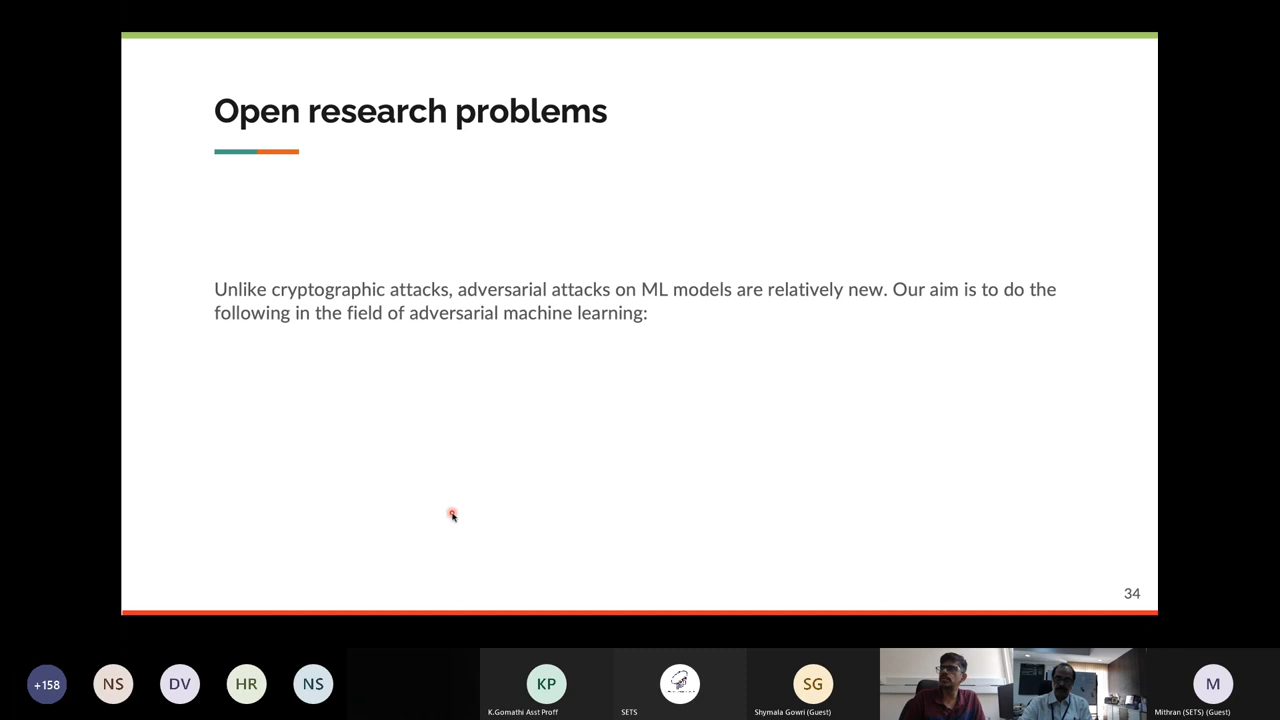 Open research problems
Unlike cryptographic attacks, adversarial attacks on ML models are relatively new. Our aim is to do the
following in the field of adversarial machine learning:
34
+158
NS
DV
HR
NS
KP
SG
M
K.Gomathi Asst Proff
SETS
Shymala Gowri (Guest)
Mithran (SETS) (Guest)